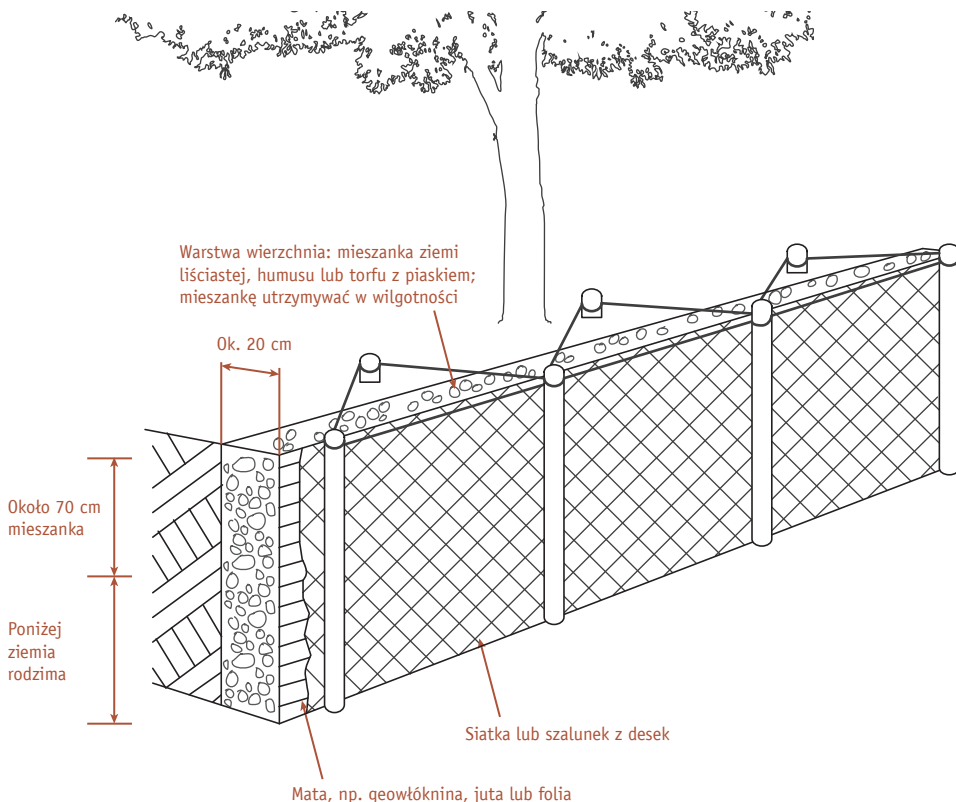 Warstwa wierzchnia: mieszanka ziemi
liściastej, humusu lub torfu z piaskiem;
mieszankę utrzymywać w wilgotności
Ok. 20 cm
Około 70 cm
mieszanka
Poniżej
ziemia
rodzima
Siatka lub szalunek z desek
Mata, np. geowłóknina, juta lub folia